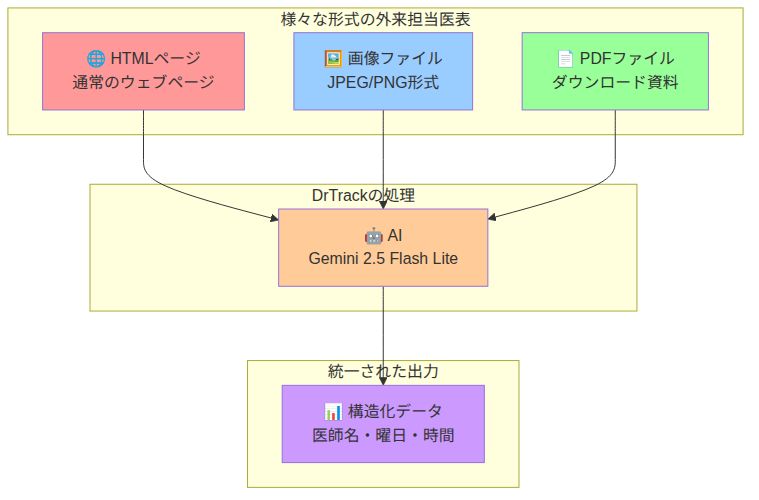 様々な形式の外来担当医表
🌐 HTMLページ
通常のウェブページ
🖼️ 画像ファイル
JPEG/PNG形式
📄 PDFファイル
ダウンロード資料
DrTrackの処理
🤖 AI
Gemini 2.5 Flash Lite
統一された出力
📊 構造化データ
医師名・曜日・時間